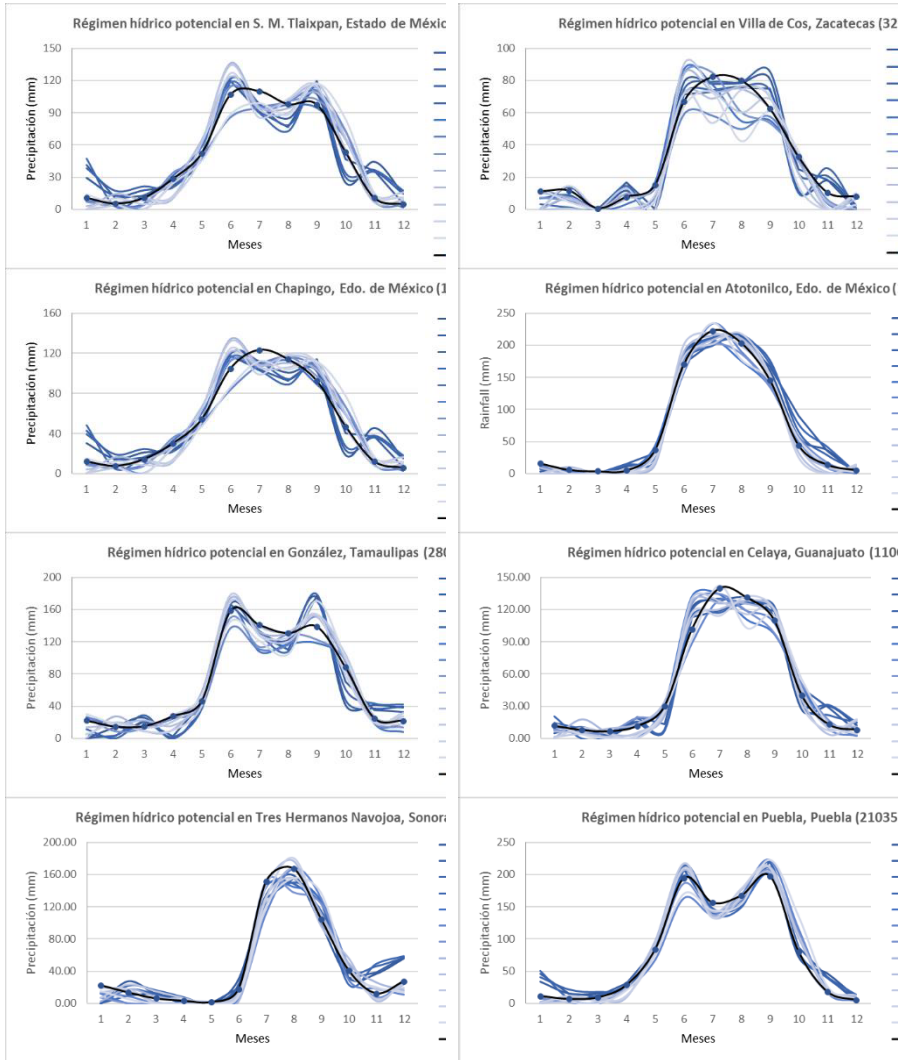 Régimen hídrico potencial en S. M. Tlaixpan, Estado de Méxic
150
120
90
60
30
0
Precipitación (mm)
1 2 3 4 5 6 7 8 9 10 11 12
Meses
Régimen hídrico potencial en Villa de Cos, Zacatecas (32
100
80
60
40
20
0
Precipitación (mm)
1 2 3 4 5 6 7 8 9 10 11 12
Meses
Régimen hídrico potencial en Chapingo, Edo. de México (1
160
120
80
40
0
Precipitación (mm)
1 2 3 4 5 6 7 8 9 10 11 12
Meses
Régimen hídrico potencial en Atotonilco, Edo. de México (
250
200
150
100
50
0
Rainfall (mm)
1 2 3 4 5 6 7 8 9 10 11 12
Meses
Régimen hídrico potencial en González, Tamaulipas (280
200
160
120
80
40
0
Precipitación (mm)
1 2 3 4 5 6 7 8 9 10 11 12
Meses
Régimen hídrico potencial en Celaya, Guanajuato (1100
150.00
120.00
90.00
60.00
30.00
0.00
Precipitación (mm)
1 2 3 4 5 6 7 8 9 10 11 12
Meses
Régimen hídrico potencial en Tres Hermanos Navojoa, Sonora
200.00
160.00
120.00
80.00
40.00
0.00
Precipitación (mm)
1 2 3 4 5 6 7 8 9 10 11 12
Meses
Régimen hídrico potencial en Puebla, Puebla (21035
250
200
150
100
50
0
Precipitación (mm)
1 2 3 4 5 6 7 8 9 10 11 12
Meses